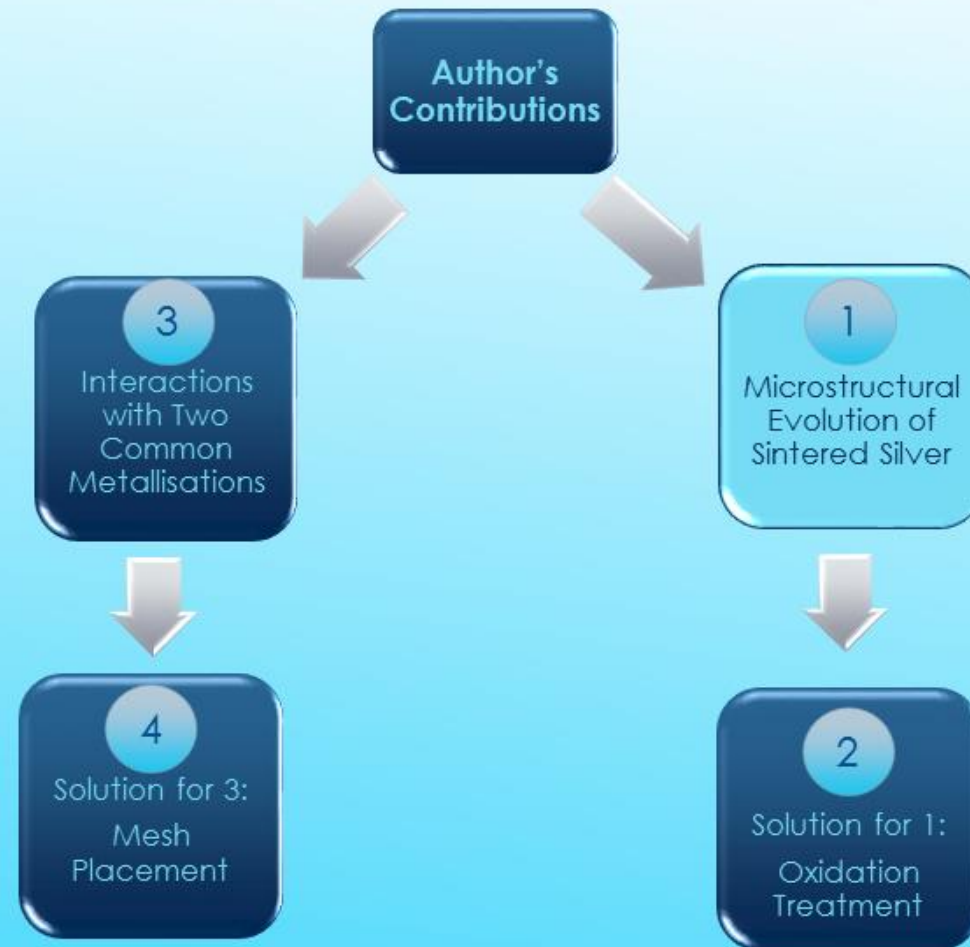 Author's
Contributions
3
Interactions
with Two
Common
Metallisations
1
Microstructural
Evolution of
Sintered Silver
4
Solution for 3:
Mesh
Placement
2
Solution for 1:
Oxidation
Treatment